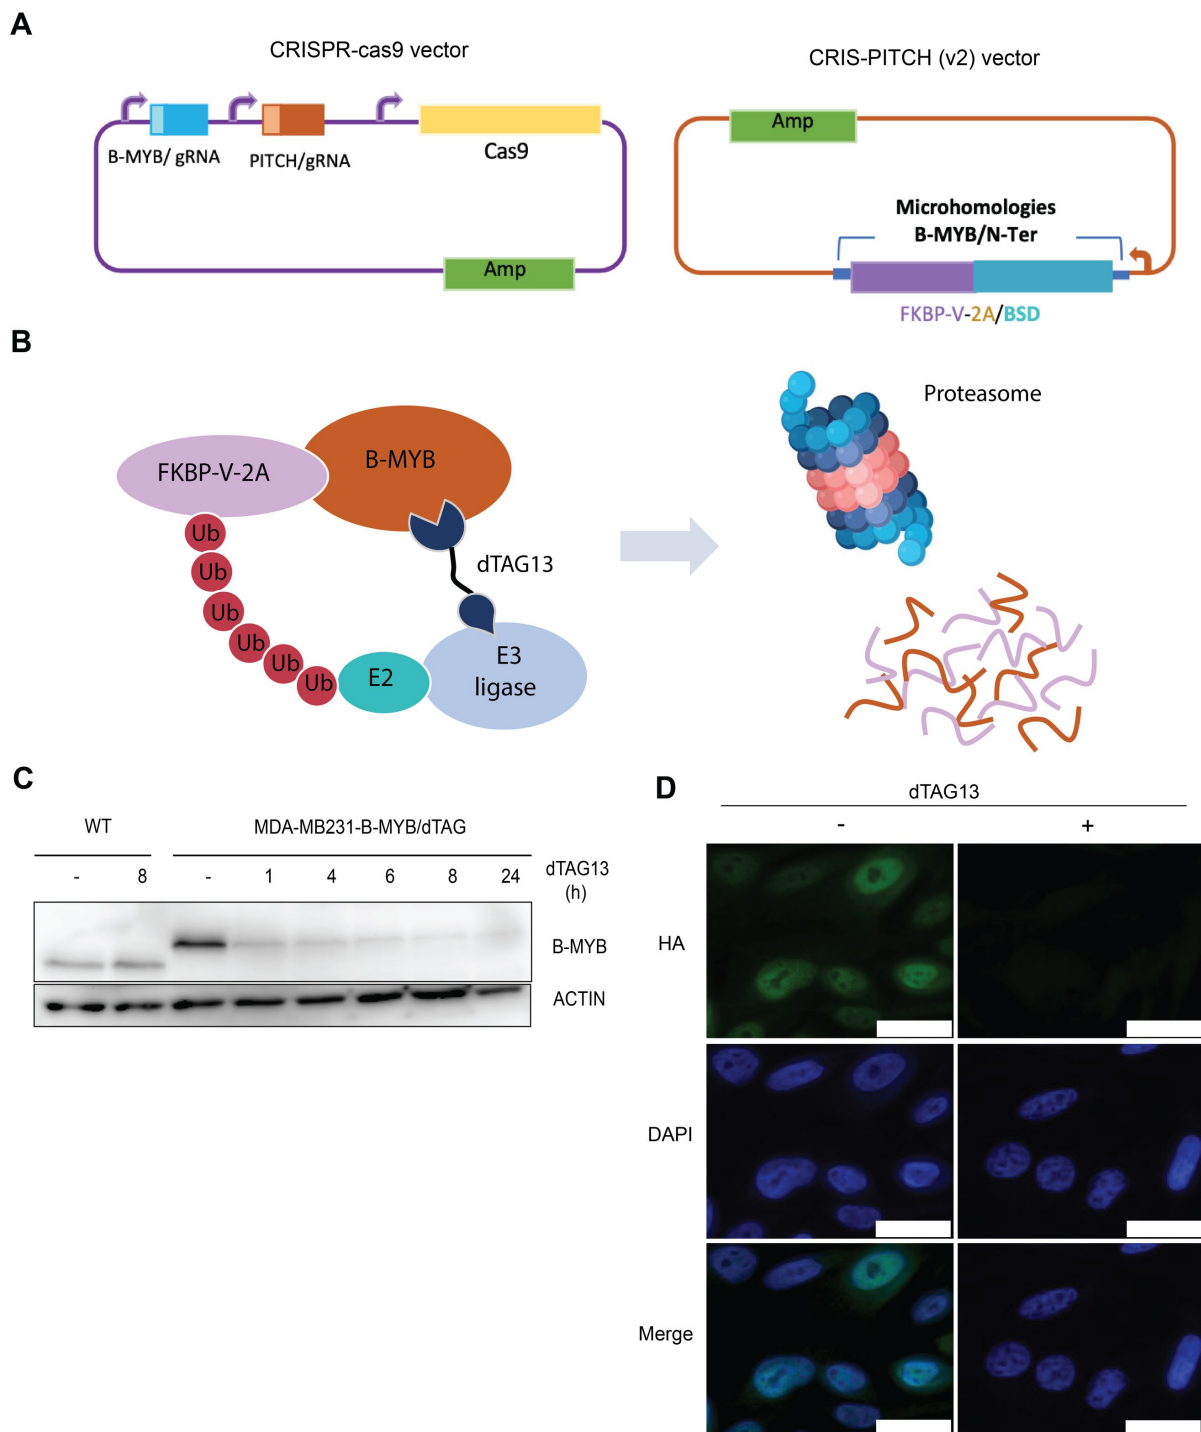 A
CRISPR-cas9 vector
B-MYB/ gRNA
PITCH/gRNA
Cas9
Amp
CRIS-PITCH (v2) vector
Amp
Microhomologies
B-MYB/N-Ter
FKBP-V-2A/BSD
B
FKBP-V-2A
B-MYB
Ub
Ub
Ub
Ub
Ub
Ub
E2
E3
ligase
dTAG13
Proteasome
C
WT
MDA-MB231-B-MYB/dTAG
- 8 - 1 4 6 8 24
dTAG13
(h)
B-MYB
ACTIN
D
dTAG13
- +
HA
DAPI
Merge